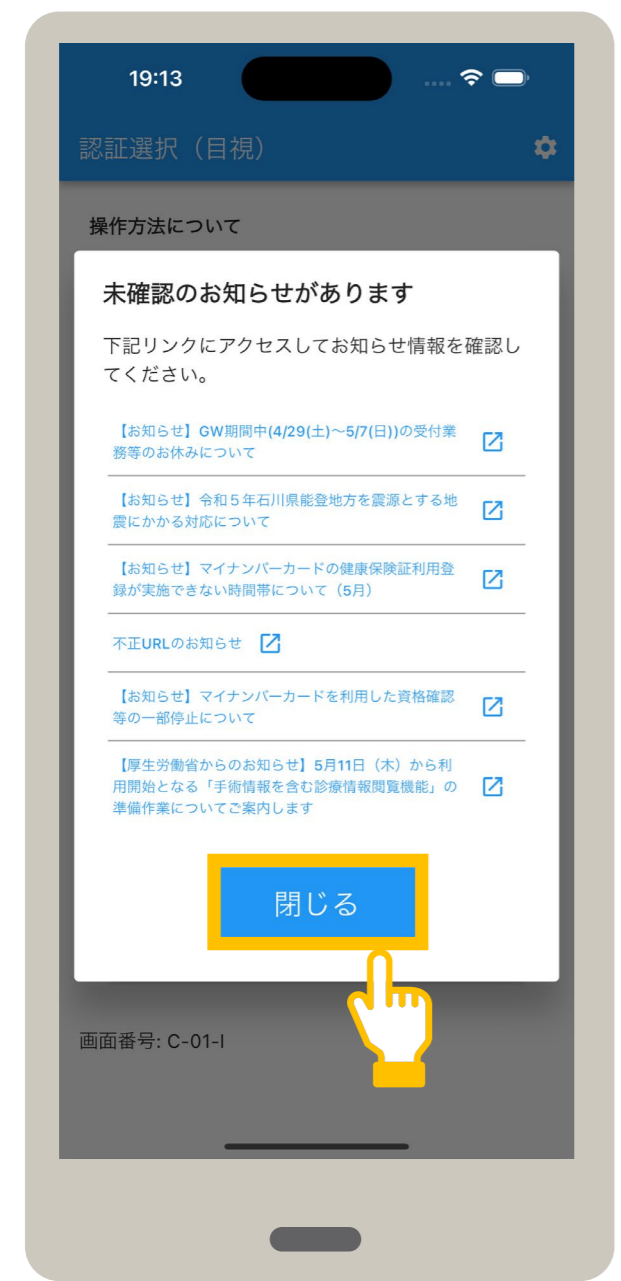 19:13
認証選択（目視）
操作方法について
未確認のお知らせがあります
下記リンクにアクセスしてお知らせ情報を確認し
てください。
【お知らせ】GW期間中(4/29(土)～5/7(日))の受付業
務等のお休みについて
【お知らせ】令和５年石川県能登地方を震源とする地
震にかかる対応について
【お知らせ】マイナンバーカードの健康保険証利用登
録が実施できない時間帯について（5月）
不正URLのお知らせ
【お知らせ】マイナンバーカードを利用した資格確認
等の一部停止について
【厚生労働省からのお知らせ】5月11日（木）から利
用開始となる「手術情報を含む診療情報閲覧機能」の
準備作業についてご案内します
閉じる
画面番号: C-01-I